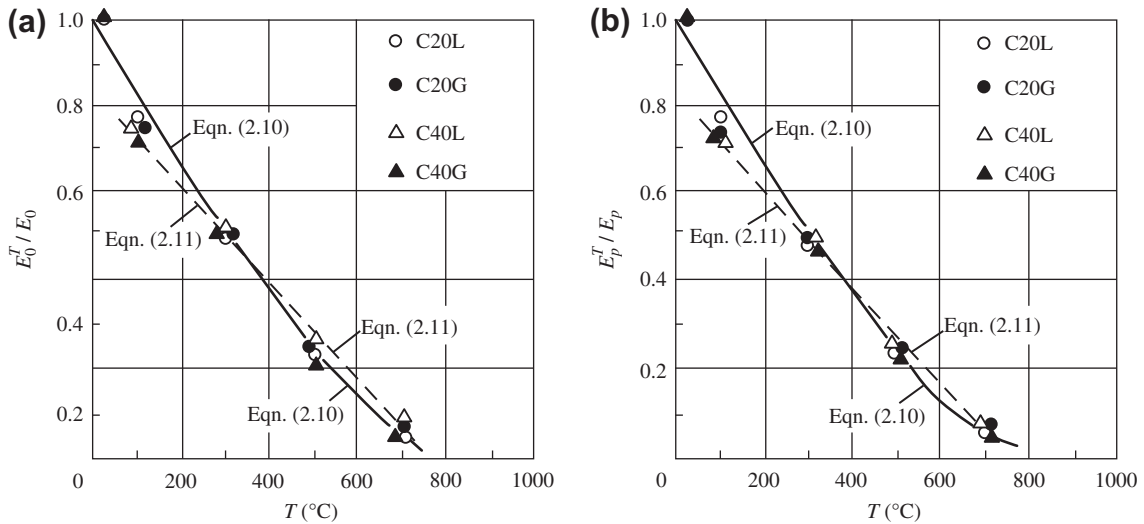 (a)
1.0
0.8
0.6
0.4
0.2
0
200
400
600
800
1000
E_0^T / E_0
T (°C)
C20L
C20G
C40L
C40G
Eqn. (2.10)
Eqn. (2.11)
Eqn. (2.11)
Eqn. (2.10)
(b)
1.0
0.8
0.6
0.4
0.2
0
200
400
600
800
1000
E_p^T / E_p
T (°C)
C20L
C20G
C40L
C40G
Eqn. (2.10)
Eqn. (2.11)
Eqn. (2.11)
Eqn. (2.10)